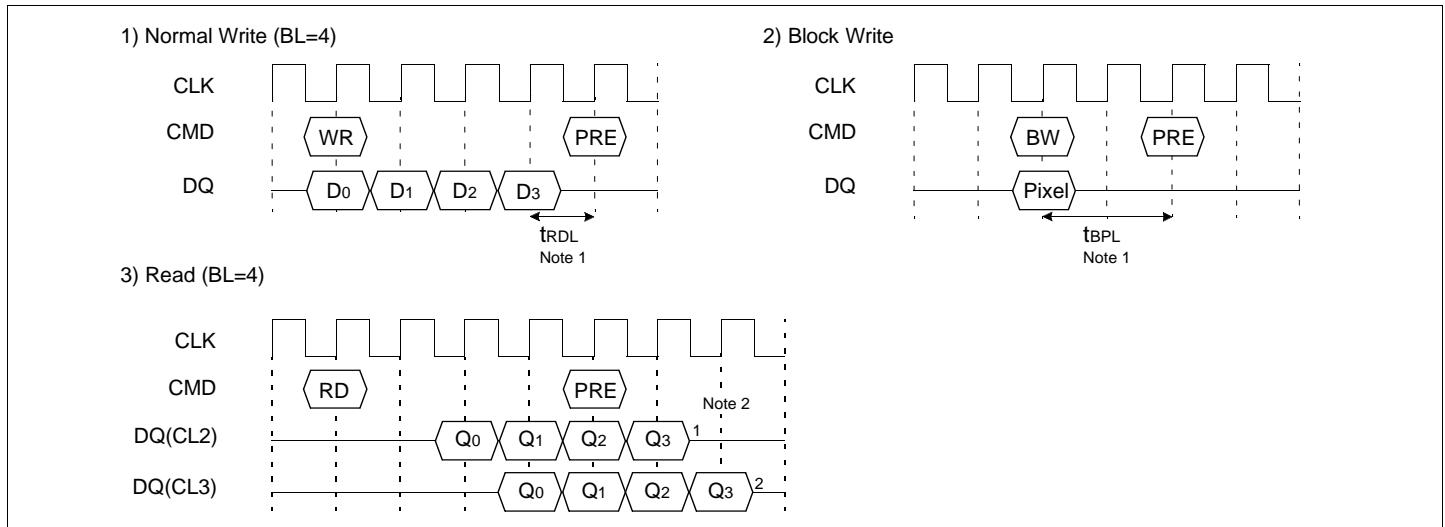 1) Normal Write (BL=4)
CLK
CMD WR PRE
DQ D0 D1 D2 D3
tRDL
Note 1
2) Block Write
CLK
CMD BW PRE
DQ Pixel
tBPL
Note 1
3) Read (BL=4)
CLK
CMD RD PRE
Note 2
DQ(CL2) Q0 Q1 Q2 Q3 1
DQ(CL3) Q0 Q1 Q2 Q3 2